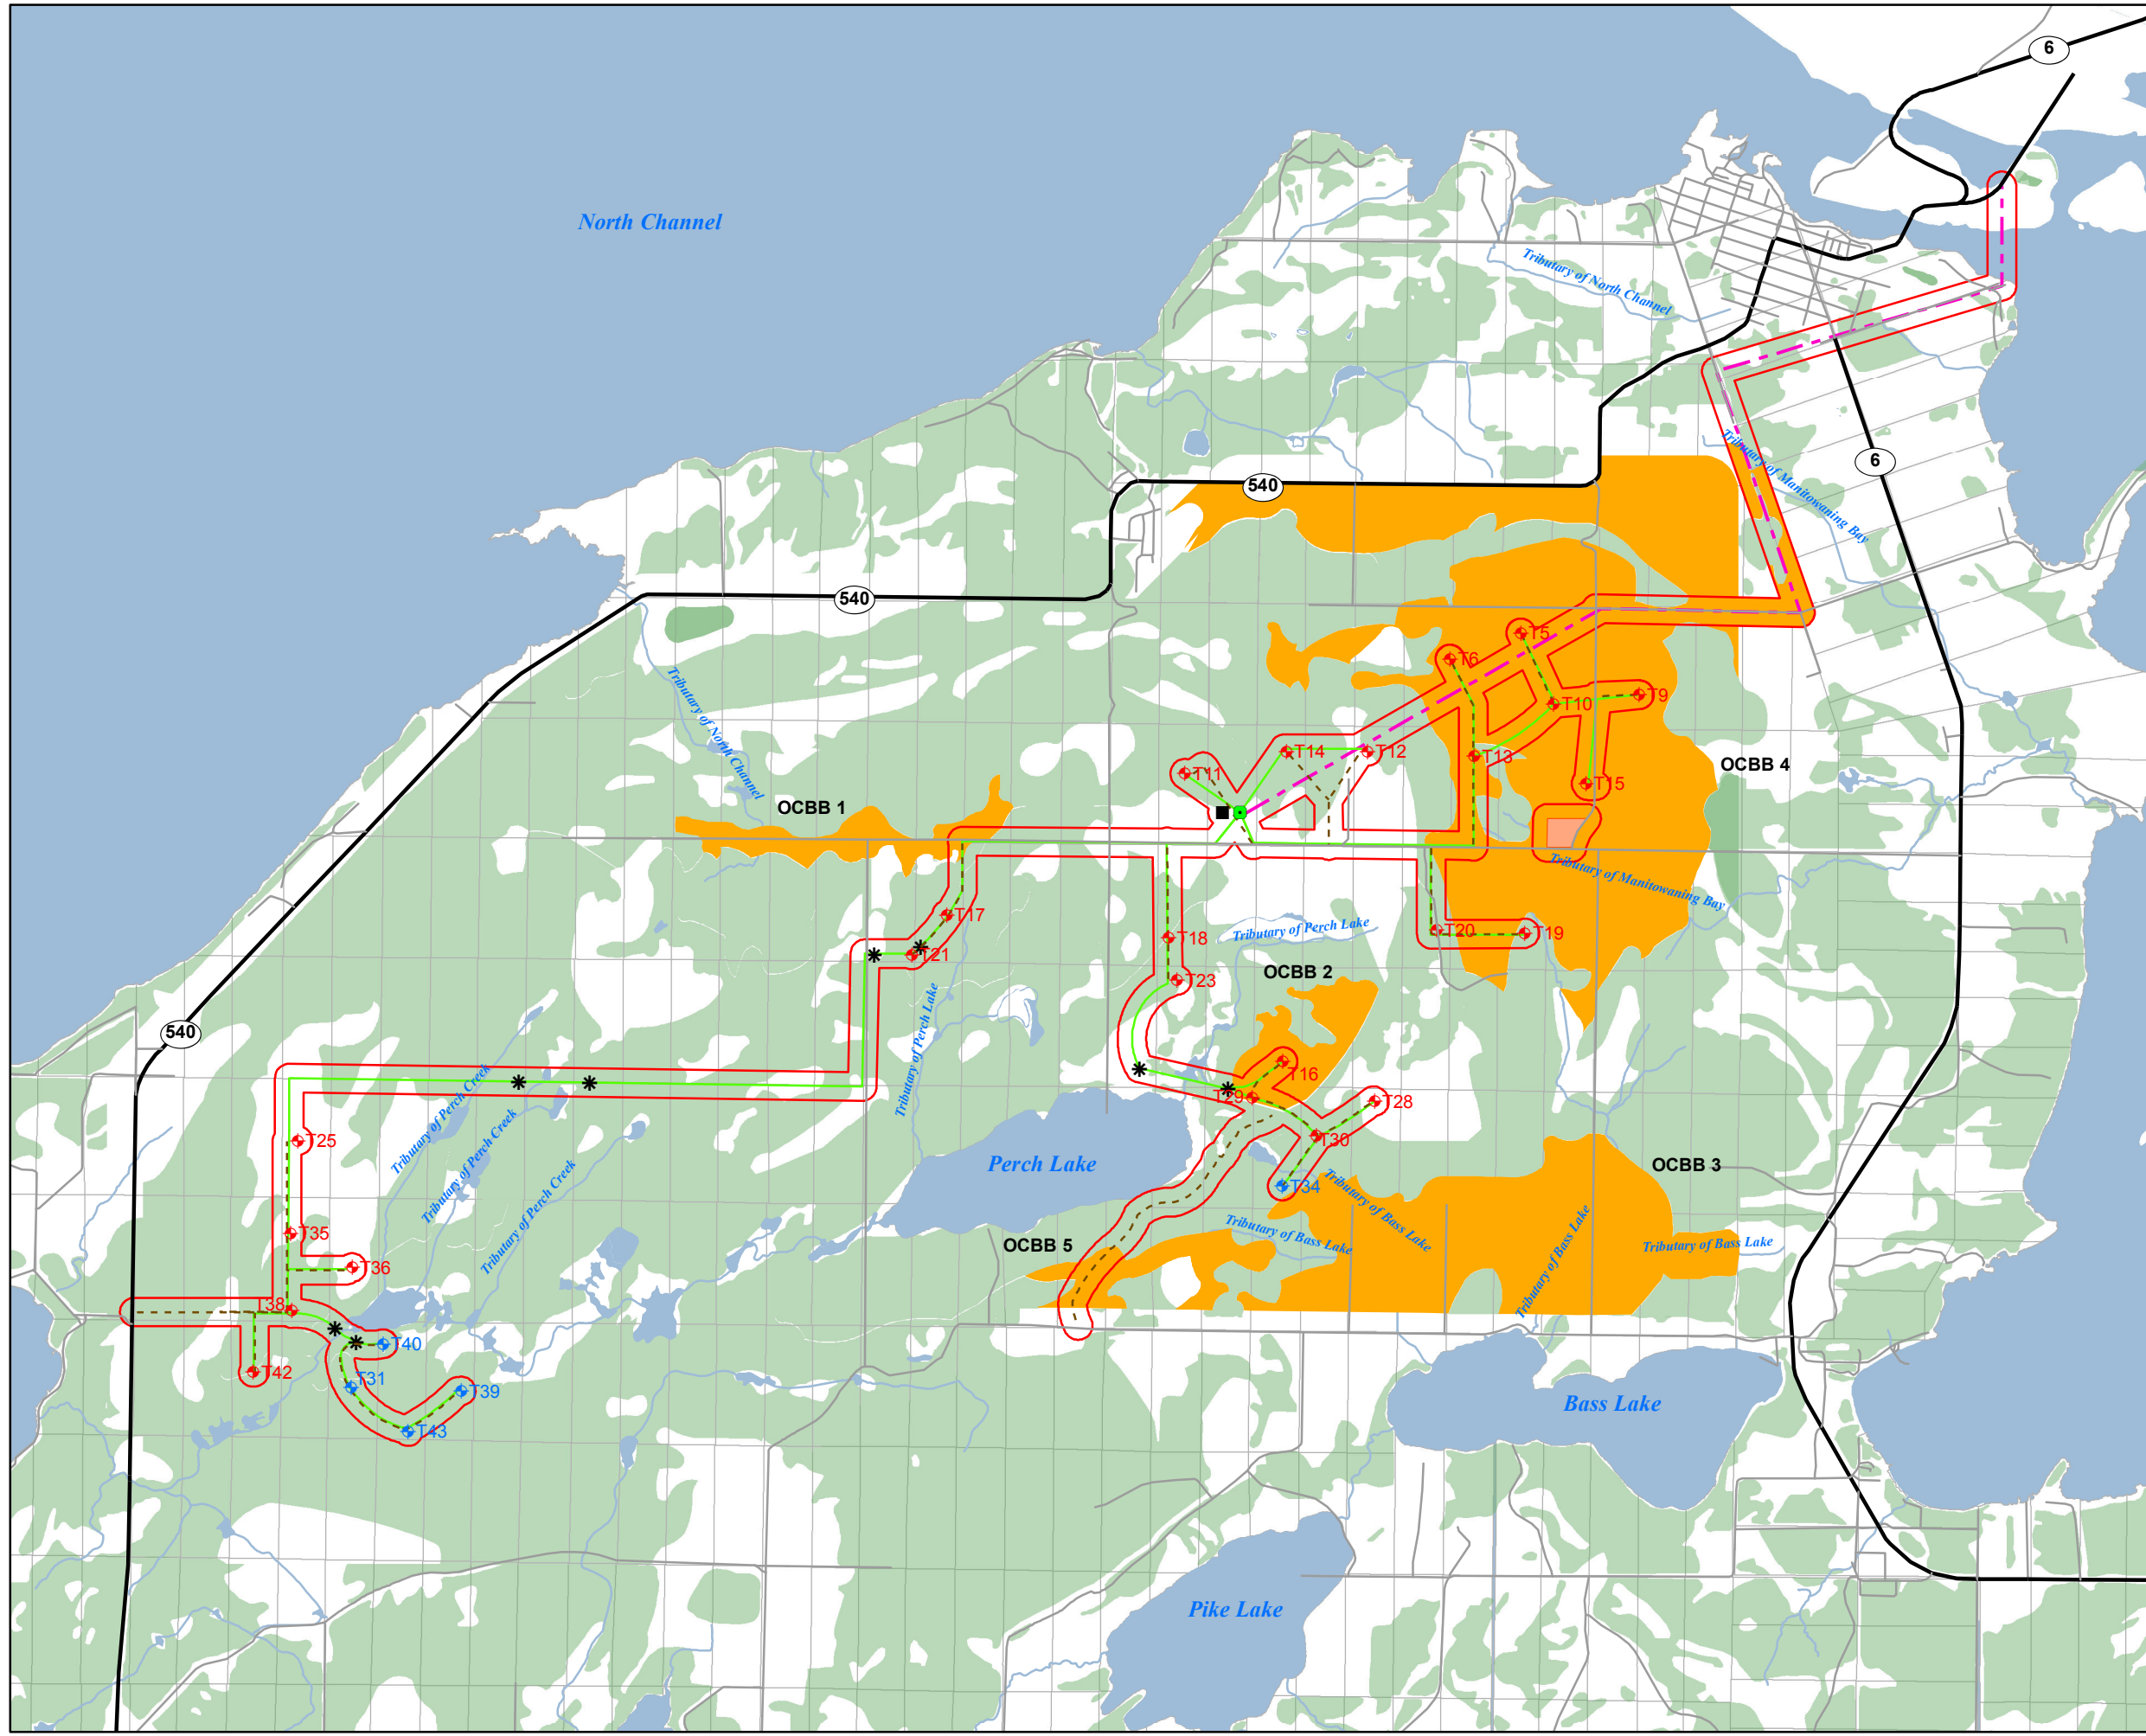 6
North Channel
Tributary of North Channel
6
Tributary of Manitowaning Bay
540
540
T5
T6
Tributary of North Channel
T9
T10
T14
T12
T13
OCBB 4
T11
T15
OCBB 1
Tributary of Manitowaning Bay
T17
Tributary of Perch Lake
T20
T19
T18
T21
OCBB 2
T23
540
Tributary of Perch Lake
T16
Tributary of Perch Creek
T29
T28
T25
T30
Tributary of Perch Creek
Perch Lake
OCBB 3
Tributary of Perch Creek
T34
Tributary of Bass Lake
T35
Tributary of Bass Lake
OCBB 5
Tributary of Bass Lake
Tributary of Bass Lake
T36
T38
T40
T42
T31
T39
Bass Lake
T43
Pike Lake